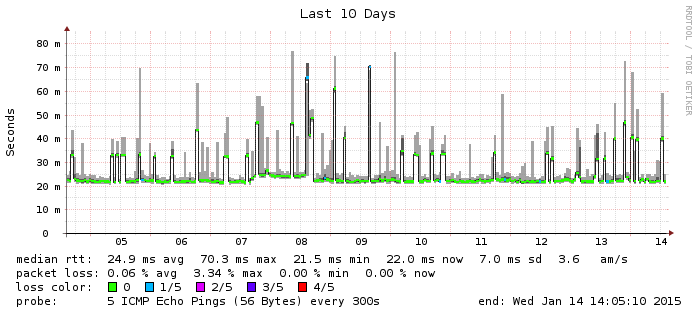 Last 10 Days
RRDTOOL / TOBI OETIKER
Seconds
80 m
70 m
60 m
50 m
40 m
30 m
20 m
10 m
0
05 06 07 08 09 10 11 12 13 14
median rtt: 24.9 ms avg 70.3 ms max 21.5 ms min 22.0 ms now 7.0 ms sd 3.6 am/s
packet loss: 0.06 % avg 3.34 % max 0.00 % min 0.00 % now
loss color: 0 1/5 2/5 3/5 4/5
probe: 5 ICMP Echo Pings (56 Bytes) every 300s end: Wed Jan 14 14:05:10 2015